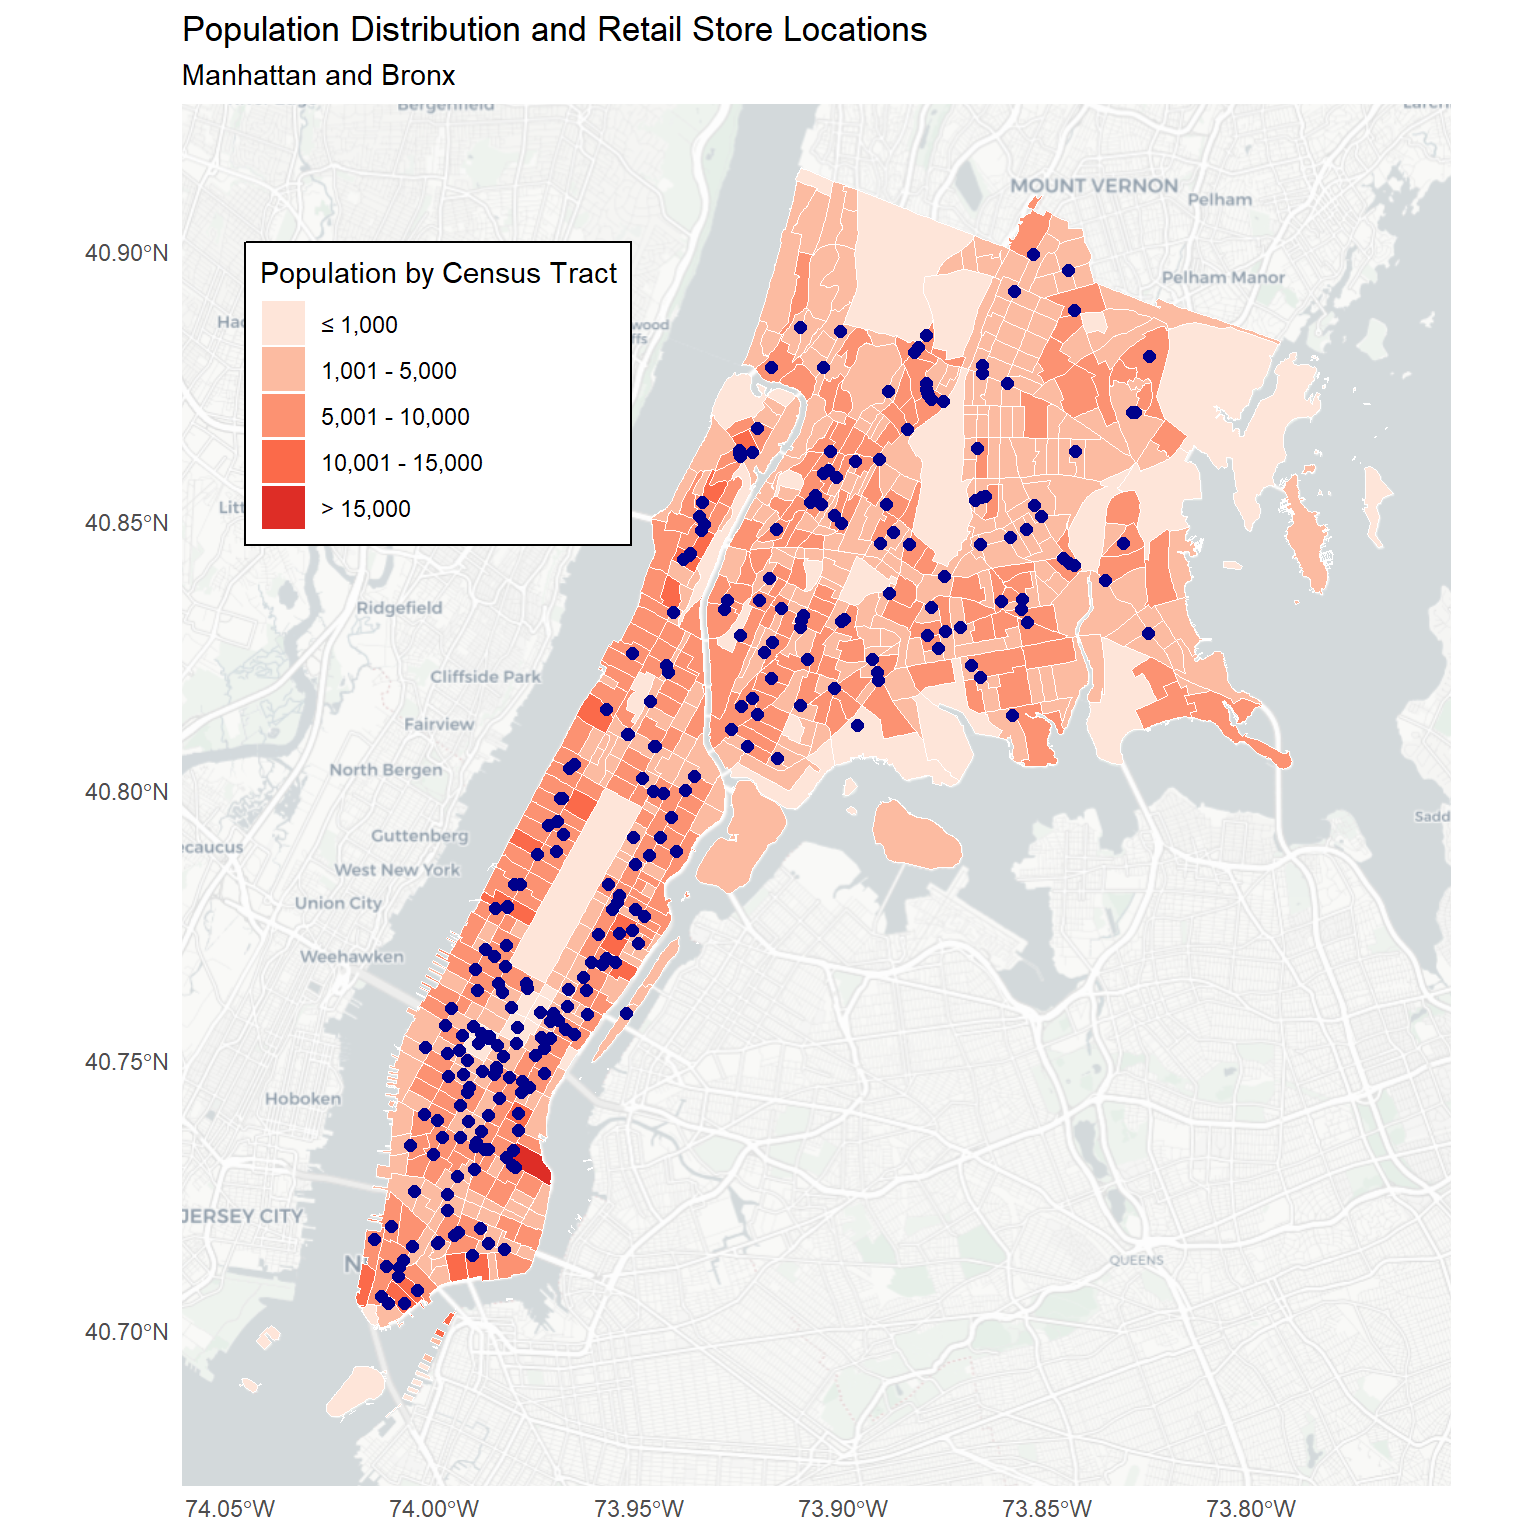 Population Distribution and Retail Store Locations
Manhattan and Bronx
Bergenfield
MOUNT VERNON
Pelham
40.90°N
Population by Census Tract
Pelham Manor
≤ 1,000
1,001 - 5,000
5,001 - 10,000
10,001 - 15,000
> 15,000
40.85°N
Ridgefield
Cliffside Park
Fairview
North Bergen
40.80°N
Guttenberg
ecaucus
West New York
Union City
Weehawken
40.75°N
Hoboken
JERSEY CITY
QUEENS
40.70°N
74.05°W
74.00°W
73.95°W
73.90°W
73.85°W
73.80°W